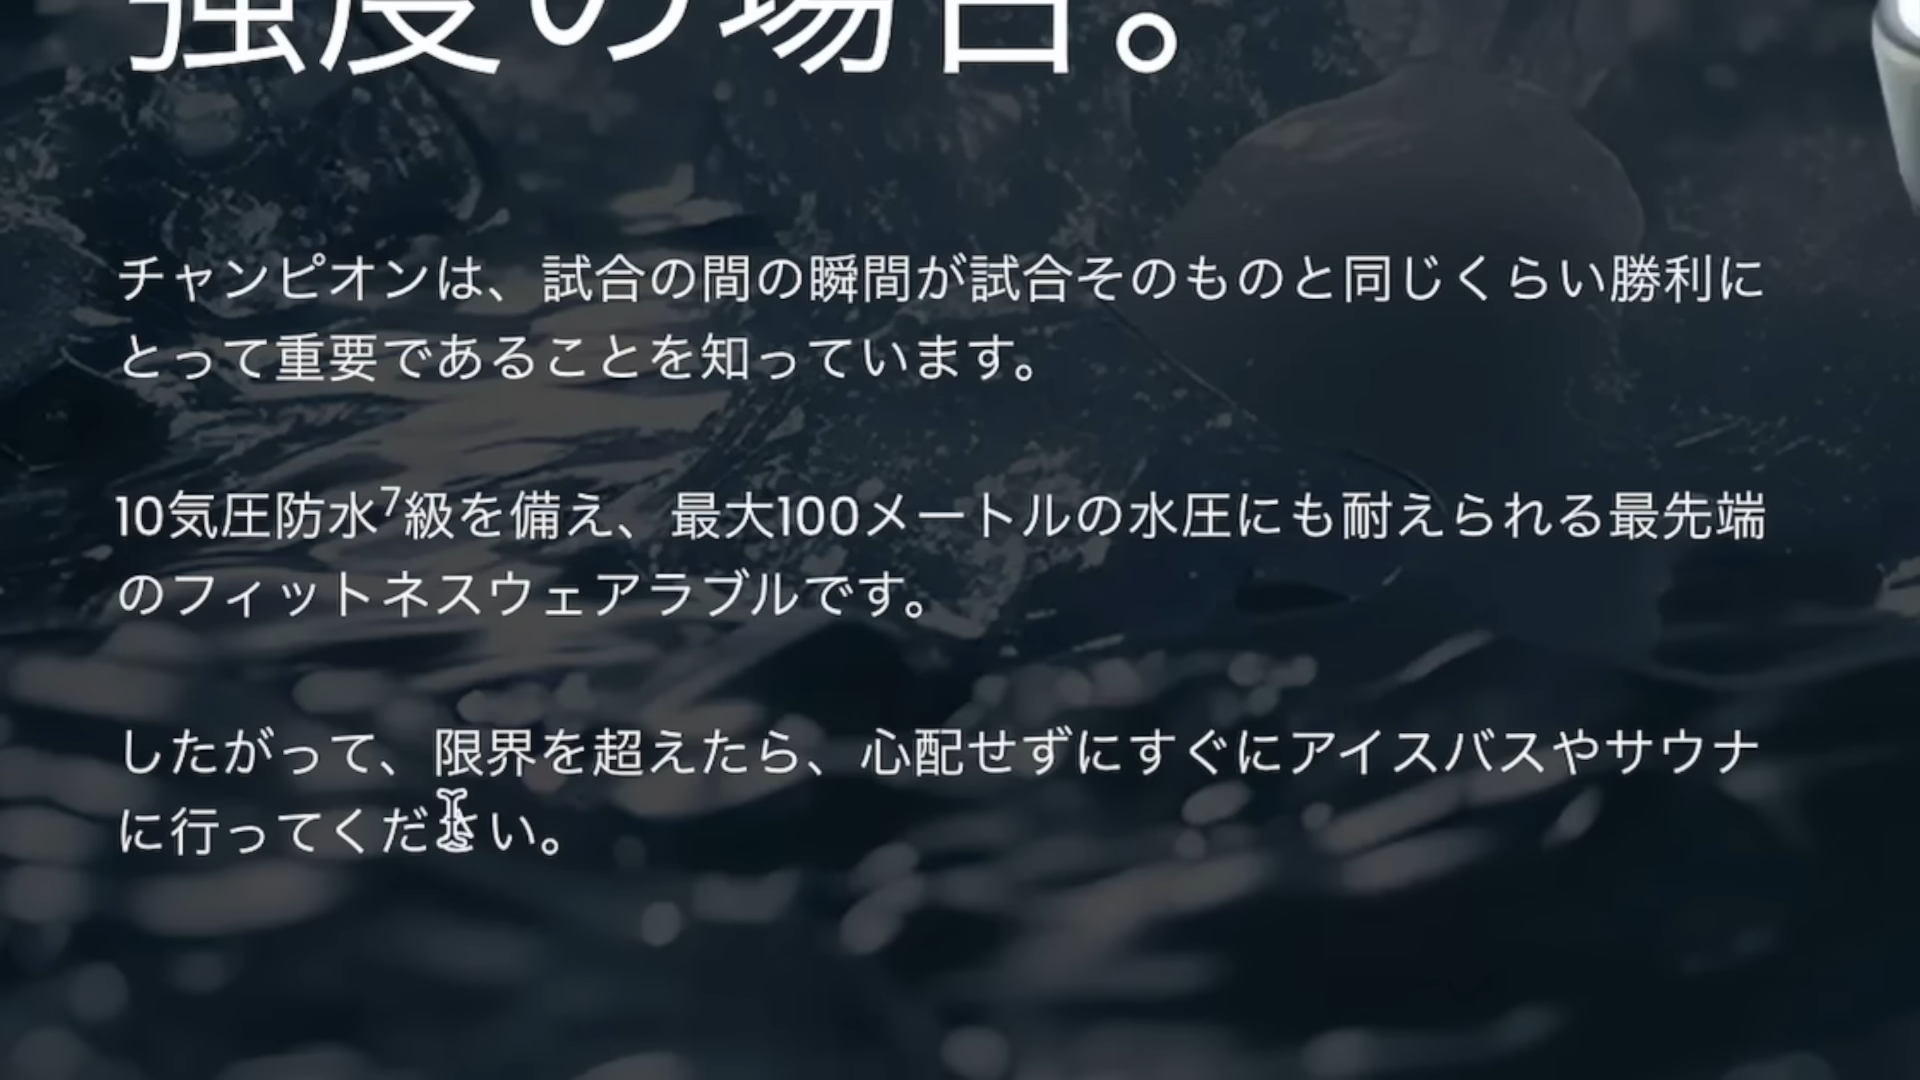 強度の場合。
チャンピオンは、試合の間の瞬間が試合そのものと同じくらい勝利に
とって重要であることを知っています。
10気圧防水⁷級を備え、最大100メートルの水圧にも耐えられる最先端
のフィットネスウェアラブルです。
したがって、限界を超えたら、心配せずにすぐにアイスバスやサウナ
に行ってください。